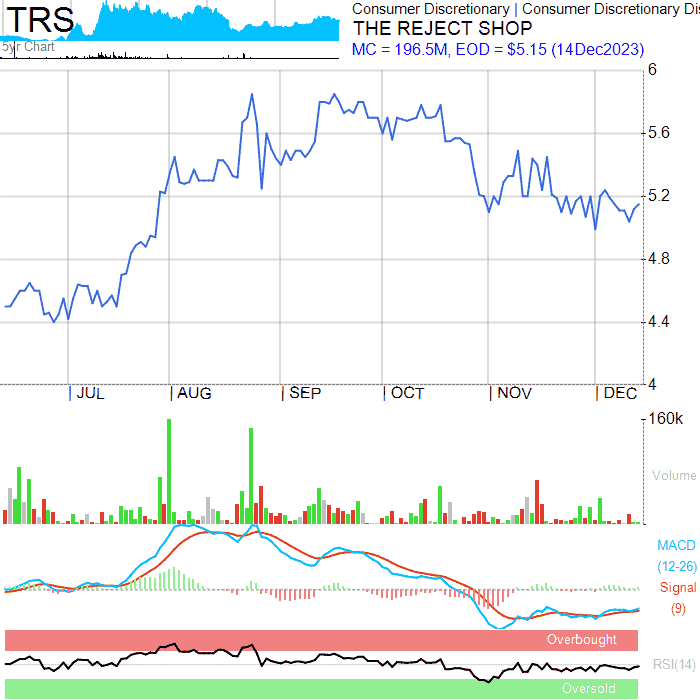 TRS
5yr Chart
Consumer Discretionary | Consumer Discretionary Dis
THE REJECT SHOP
MC = 196.5M, EOD = $5.15 (14Dec2023)
6
5.6
5.2
4.8
4.4
4
JUL AUG SEP OCT NOV DEC
160k
Volume
MACD
(12-26)
Signal
(9)
Overbought
RSI(14)
Oversold